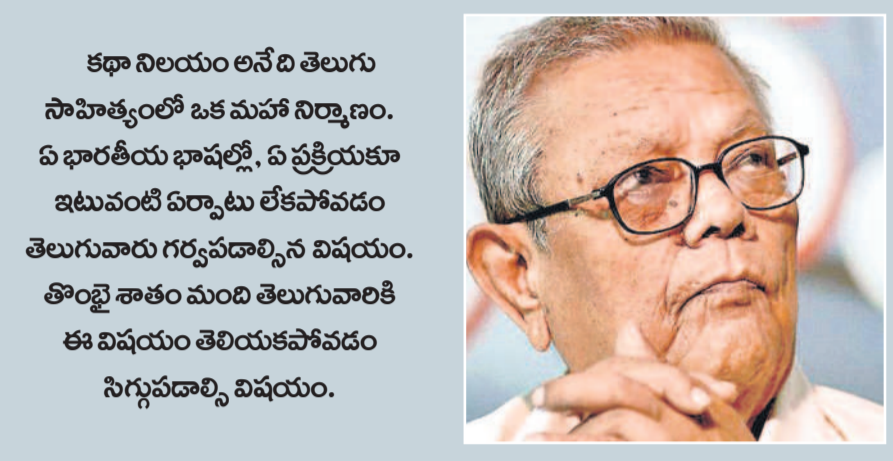 కథా నిలయం అనేది తెలుగు
సాహిత్యంలో ఒక మహా నిర్మాణం.
ఏ భారతీయ భాషల్లో, ఏ ప్రక్రియకూ
ఇటువంటి ఏర్పాటు లేకపోవడం
తెలుగువారు గర్వపడాల్సిన విషయం.
తొంభై శాతం మంది తెలుగువారికి
ఈ విషయం తెలియకపోవడం
సిగ్గుపడాల్సి విషయం.